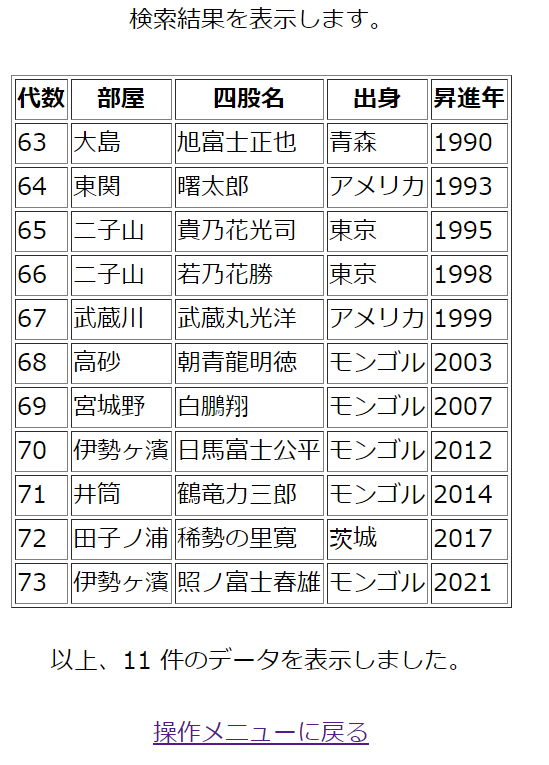 検索結果を表示します。
代数 部屋 四股名 出身 昇進年
63 大島 旭富士正也 青森 1990
64 東関 曙太郎 アメリカ 1993
65 二子山 貴乃花光司 東京 1995
66 二子山 若乃花勝 東京 1998
67 武蔵川 武蔵丸光洋 アメリカ 1999
68 高砂 朝青龍明徳 モンゴル 2003
69 宮城野 白鵬翔 モンゴル 2007
70 伊勢ヶ濱 日馬富士公平 モンゴル 2012
71 井筒 鶴竜力三郎 モンゴル 2014
72 田子ノ浦 稀勢の里寛 茨城 2017
73 伊勢ヶ濱 照ノ富士春雄 モンゴル 2021
以上、11 件のデータを表示しました。
操作メニューに戻る